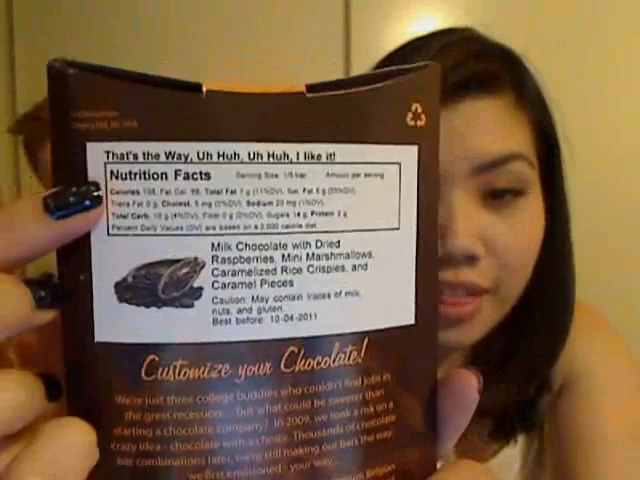 That's the Way, Uh Huh, Uh Huh, I like it!
Nutrition Facts Serving Size 1/5 bar Amount per serving
Calories 108, Fat Cal. Total Fat 7 g (11%DV), Sat. Fat
Trans Fat 0 g, Cholest. 5 mg (2%DV), Sodium 20 mg (1%DV),
Total Carb. (4%DV), Fiber 0 g (0%DV), Sugars Protein 2 g
Percent Daily Values (DV) are based on a 2,000 calorie diet.
Milk Chocolate with Dried
Raspberries, Mini Marshmallows,
Caramelized Rice Crispies, and
Caramel Pieces
Caution: May contain traces of milk,
nuts, and gluten.
Best before: 10-04-2011
Customize your Chocolate!
We're just three college buddies who couldn't find jobs in
the great recession... but what could be sweeter than
starting a chocolate company? In 2009, we took a risk on a
crazy idea - chocolate with a choice. Thousands of chocolate
bar combinations later, we're still making our bars the way
we first envisioned - your way...
Belgian